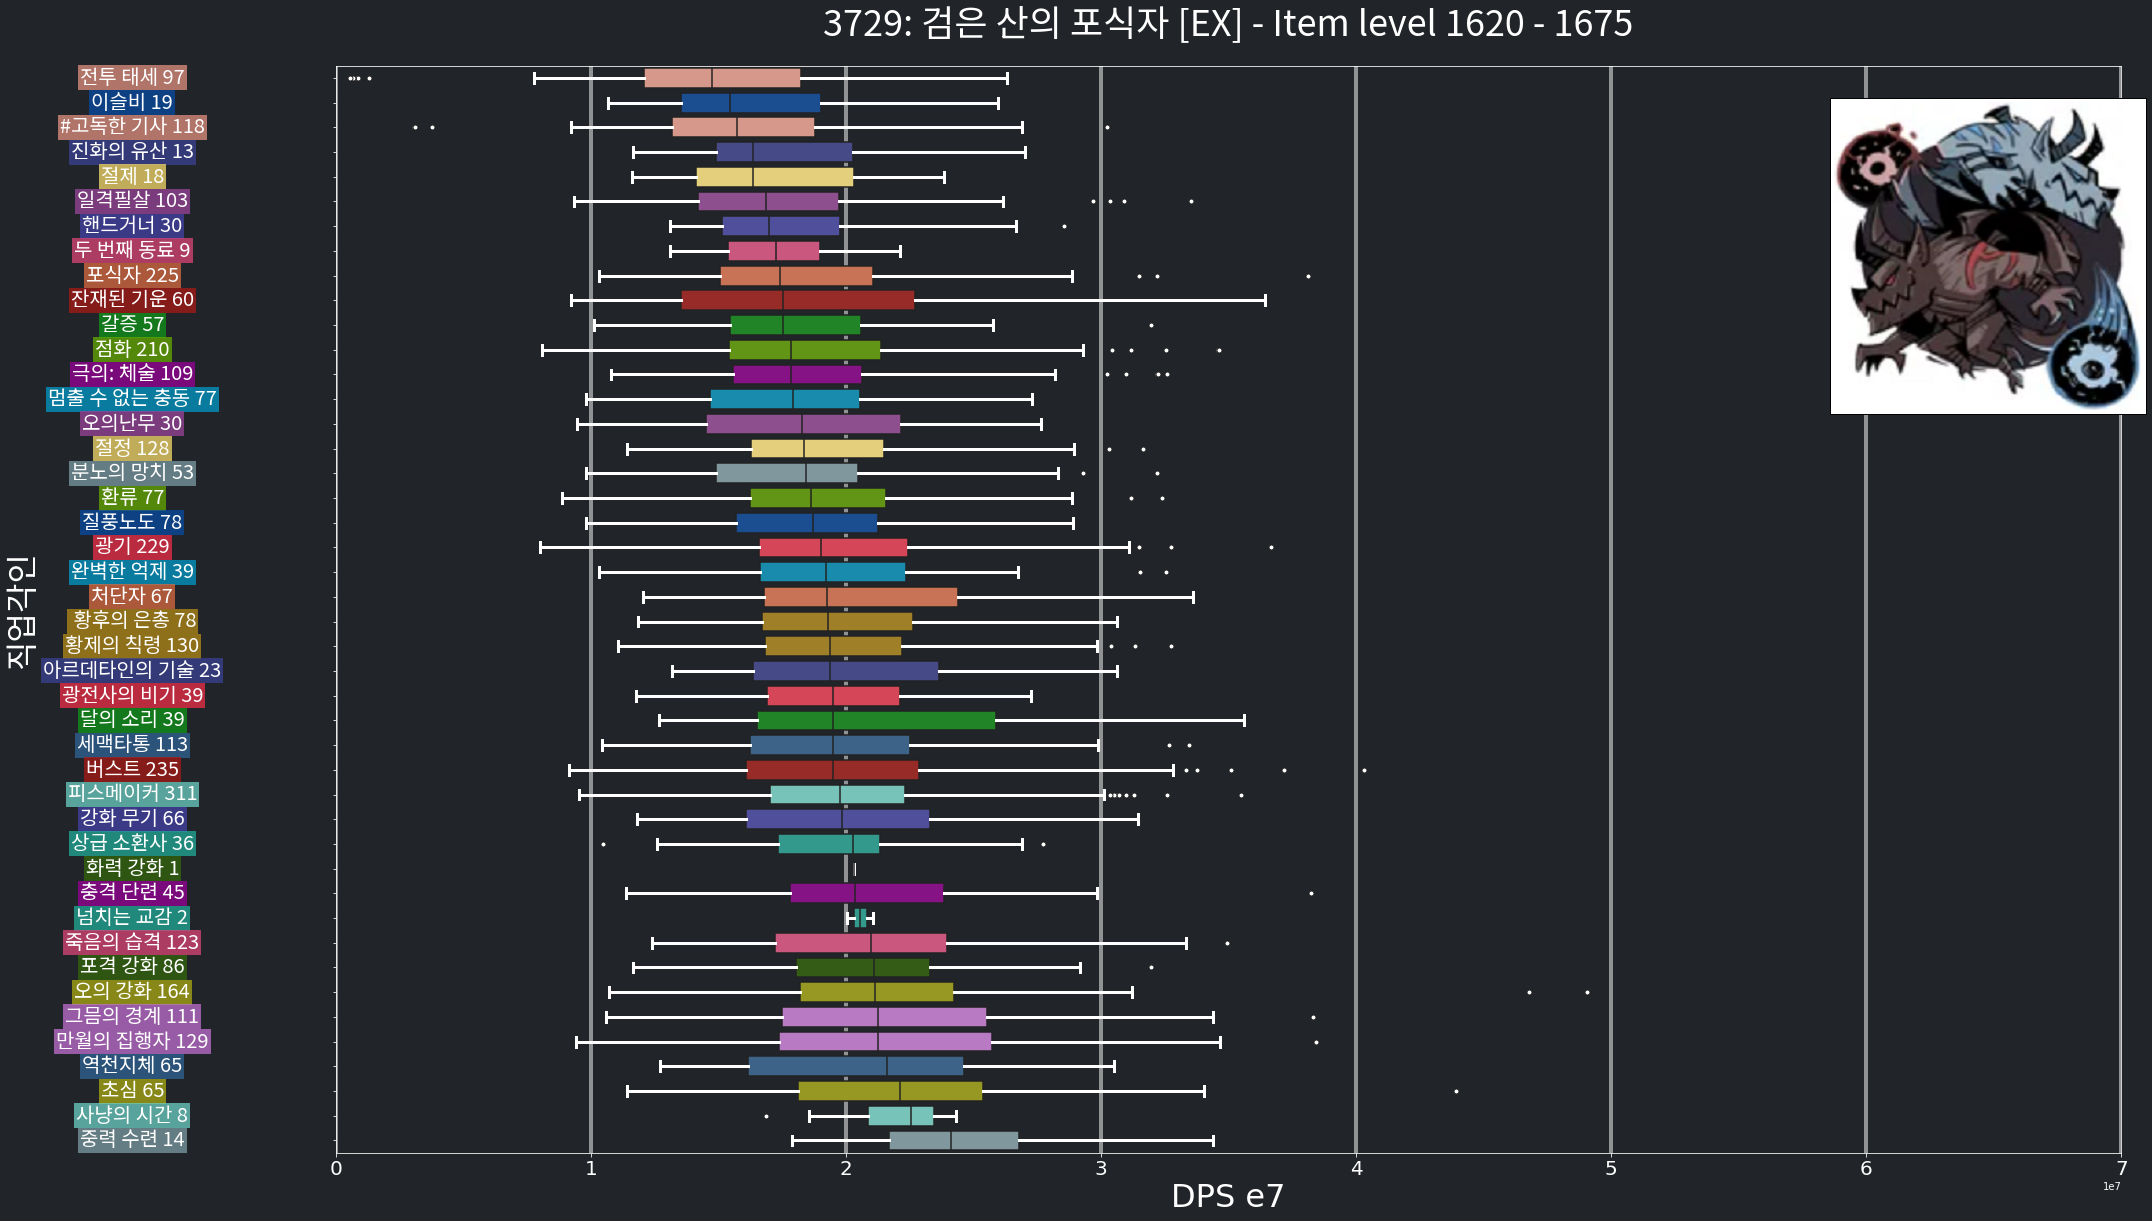 3729: 검은 산의 포식자 [EX] - Item level 1620 - 1675
전투 태세 97
이슬비 19
#고독한 기사 118
진화의 유산 13
절제 18
일격필살 103
핸드거너 30
두 번째 동료 9
포식자 225
잔재된 기운 60
갈증 57
점화 210
극의: 체술 109
멈출 수 없는 충동 77
오의난무 30
절정 128
분노의 망치 53
환류 77
질풍노도 78
광기 229
완벽한 억제 39
처단자 67
황후의 은총 78
황제의 칙령 130
아르데타인의 기술 23
광전사의 비기 39
달의 소리 39
세맥타통 113
버스트 235
피스메이커 311
강화 무기 66
상급 소환사 36
화력 강화 1
충격 단련 45
넘치는 교감 2
죽음의 습격 123
포격 강화 86
오의 강화 164
그믐의 경계 111
만월의 집행자 129
역천지체 65
초심 65
사냥의 시간 8
중력 수련 14
직업각인
0 1 2 3 4 5 6 7
1e7
DPS e7